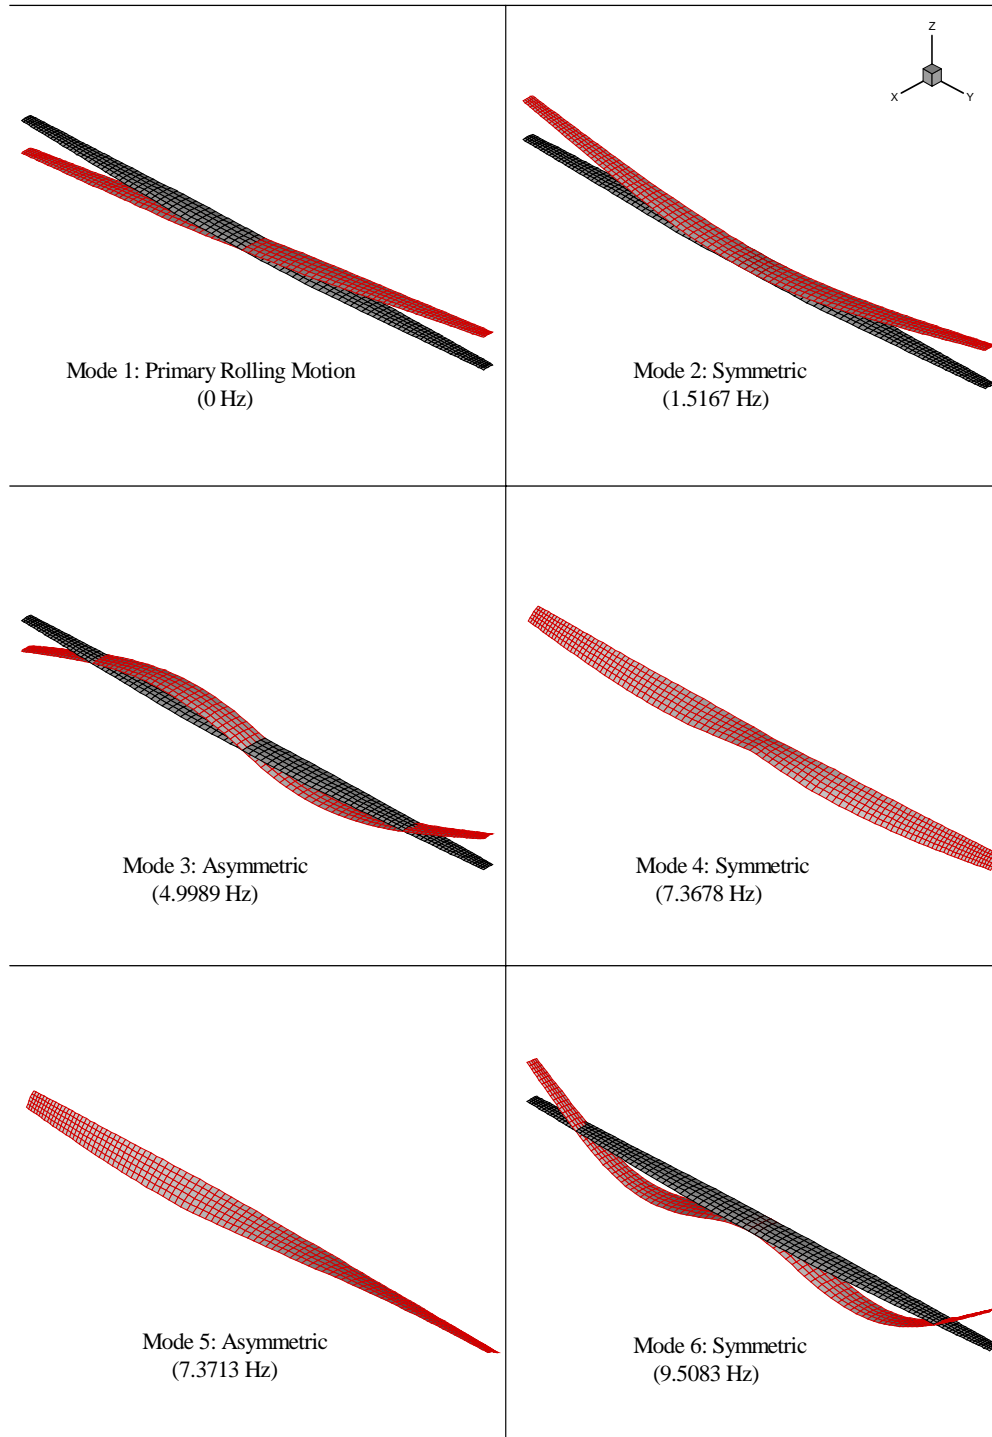 Z
X
Y
Mode 1: Primary Rolling Motion
(0 Hz)
Mode 2: Symmetric
(1.5167 Hz)
Mode 3: Asymmetric
(4.9989 Hz)
Mode 4: Symmetric
(7.3678 Hz)
Mode 5: Asymmetric
(7.3713 Hz)
Mode 6: Symmetric
(9.5083 Hz)